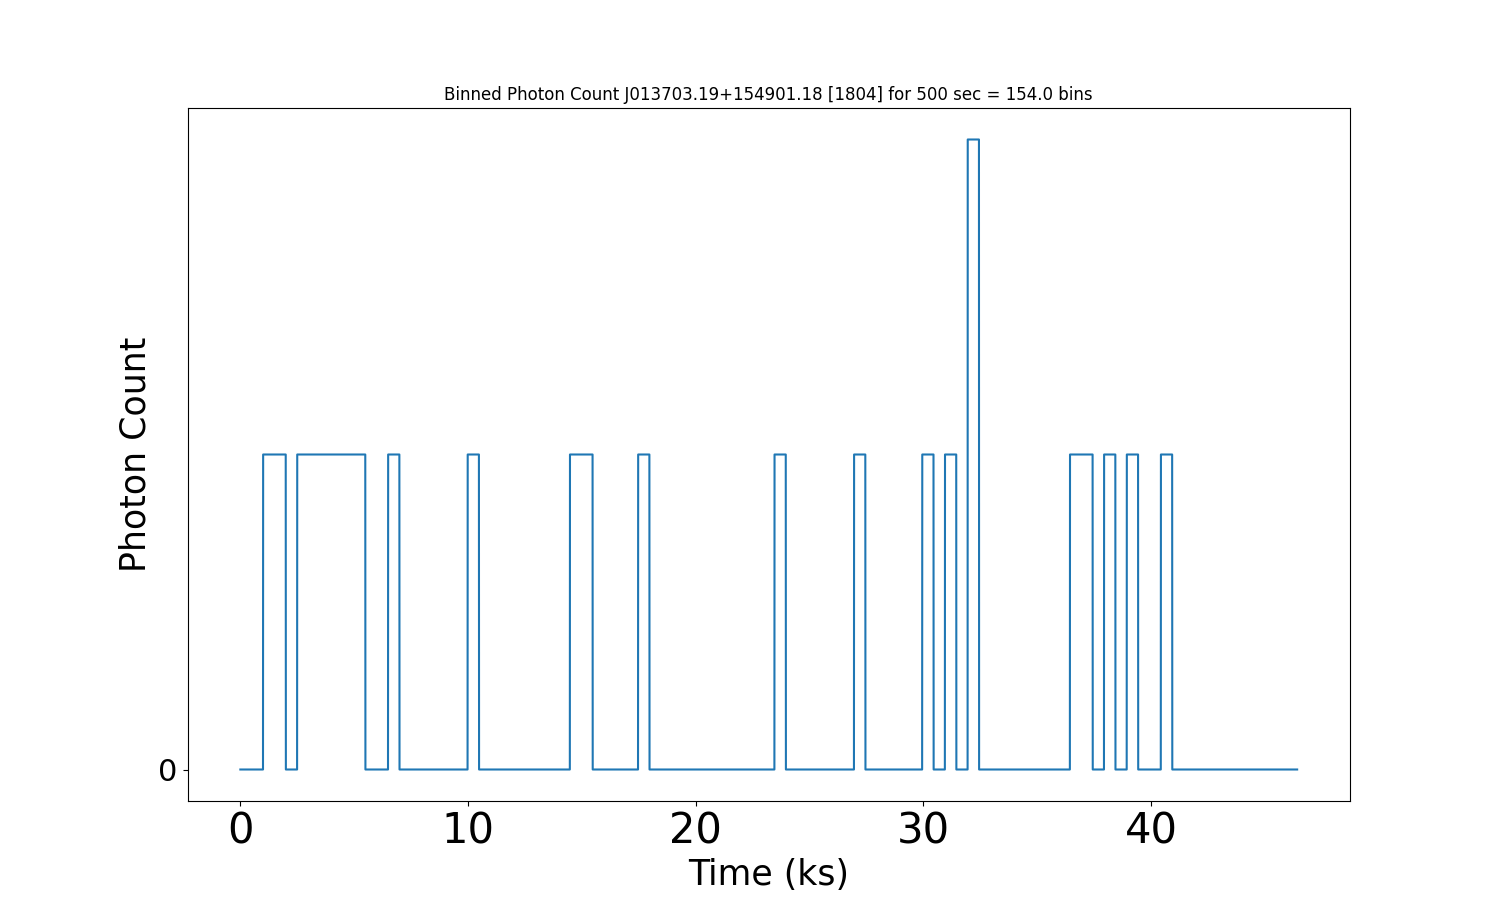 Binned Photon Count J013703.19+154901.18 [1804] for 500 sec = 154.0 bins
Photon Count
0
0 10 20 30 40
Time (ks)